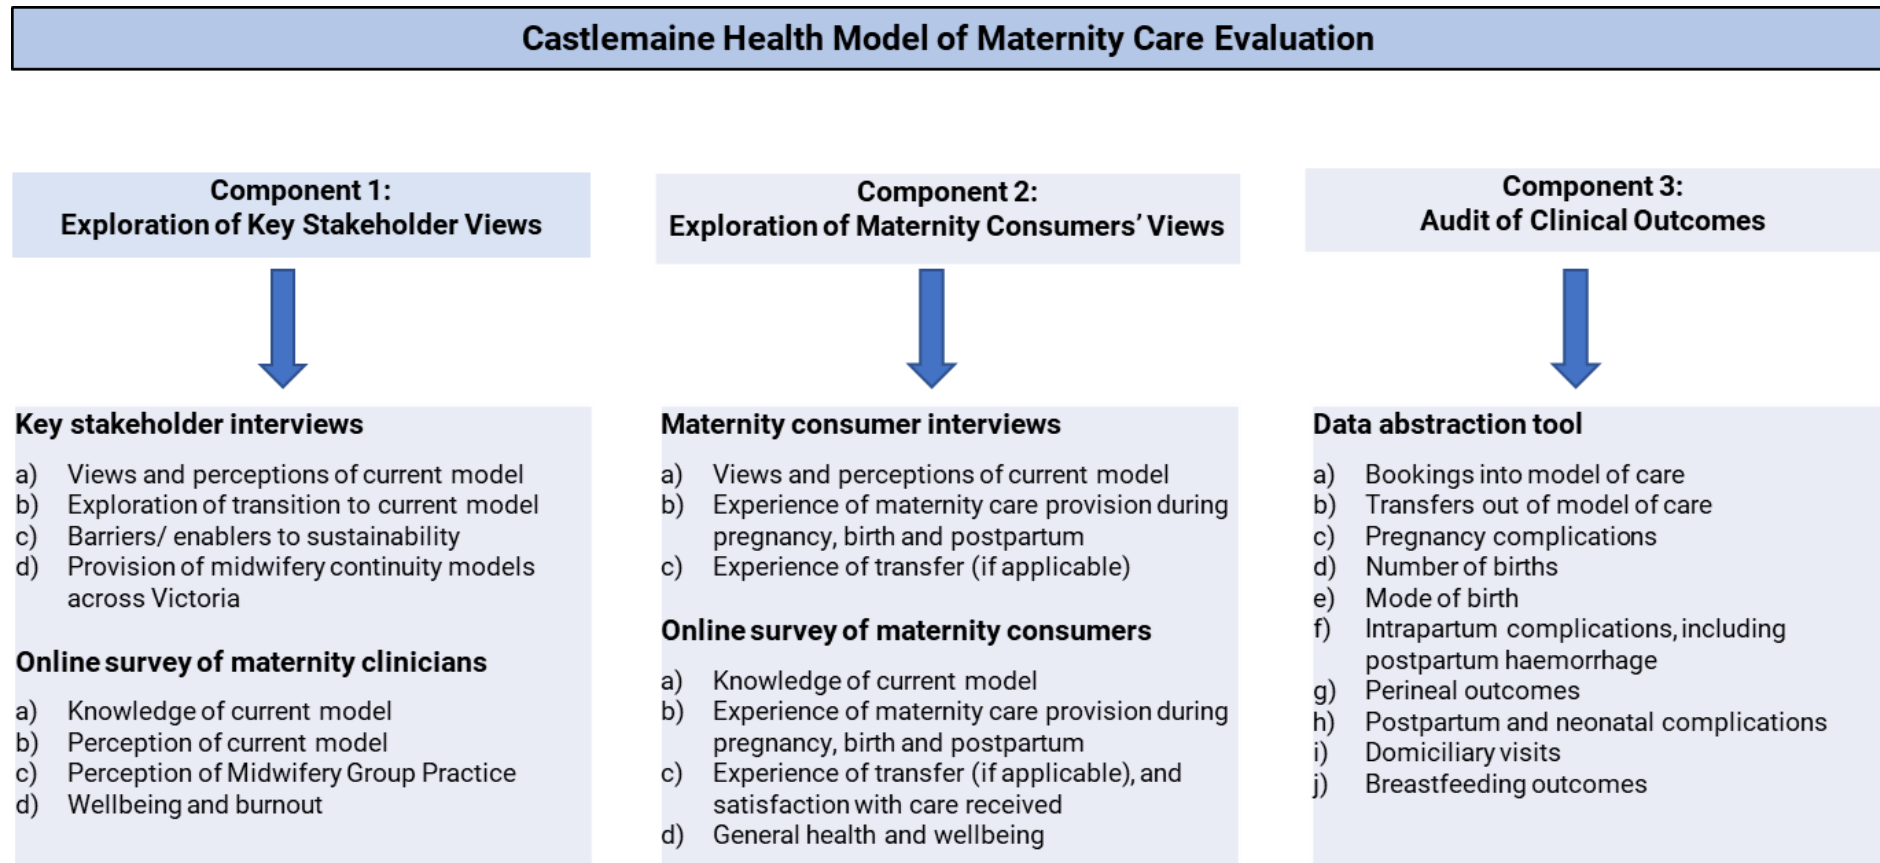 Castlemaine Health Model of Maternity Care Evaluation
Component 1:
Exploration of Key Stakeholder Views
Key stakeholder interviews
a) Views and perceptions of current model
b) Exploration of transition to current model
c) Barriers/ enablers to sustainability
d) Provision of midwifery continuity models
across Victoria
Online survey of maternity clinicians
a) Knowledge of current model
b) Perception of current model
c) Perception of Midwifery Group Practice
d) Wellbeing and burnout
Component 2:
Exploration of Maternity Consumers’ Views
Maternity consumer interviews
a) Views and perceptions of current model
b) Experience of maternity care provision during
pregnancy, birth and postpartum
c) Experience of transfer (if applicable)
Online survey of maternity consumers
a) Knowledge of current model
b) Experience of maternity care provision during
pregnancy, birth and postpartum
c) Experience of transfer (if applicable), and
satisfaction with care received
d) General health and wellbeing
Component 3:
Audit of Clinical Outcomes
Data abstraction tool
a) Bookings into model of care
b) Transfers out of model of care
c) Pregnancy complications
d) Number of births
e) Mode of birth
f) Intrapartum complications, including
postpartum haemorrhage
g) Perineal outcomes
h) Postpartum and neonatal complications
i) Domiciliary visits
j) Breastfeeding outcomes